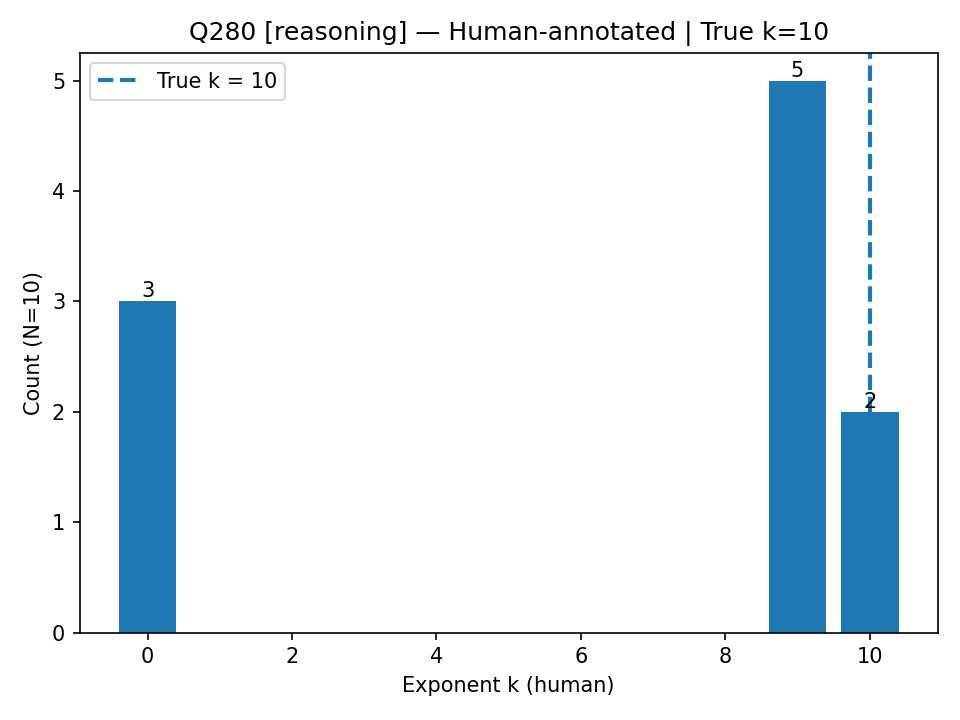 Q280 [reasoning] — Human-annotated | True k=10
True k = 10
5
3
2
Count (N=10)
5
4
3
2
1
0
0 2 4 6 8 10
Exponent k (human)